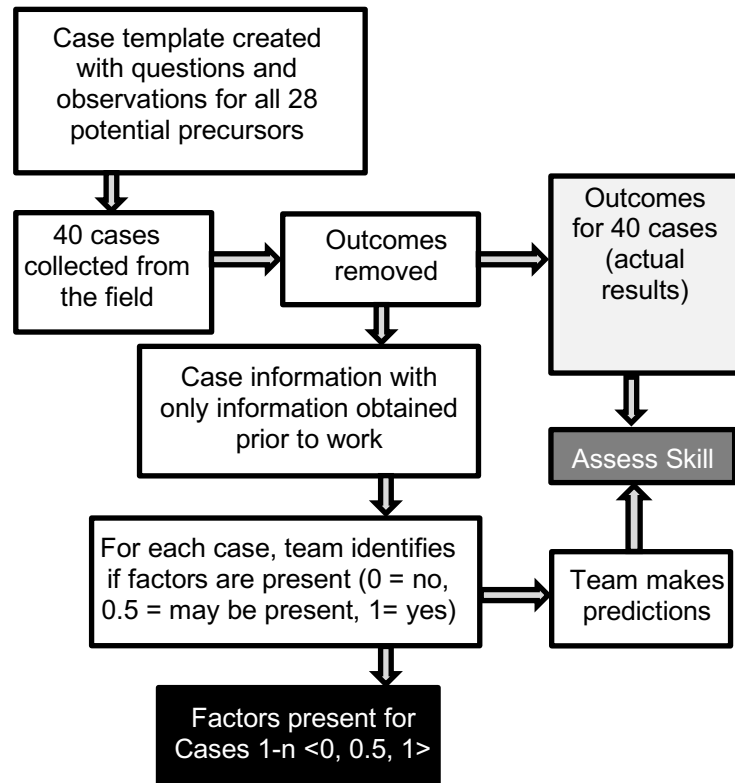 Case template created
with questions and
observations for all 28
potential precursors
40 cases
collected from
the field
Outcomes
removed
Outcomes
for 40 cases
(actual
results)
Case information with
only information obtained
prior to work
Assess Skill
For each case, team identifies
if factors are present (0 = no,
0.5 = may be present, 1= yes)
Team makes
predictions
Factors present for
Cases 1-n <0, 0.5, 1>